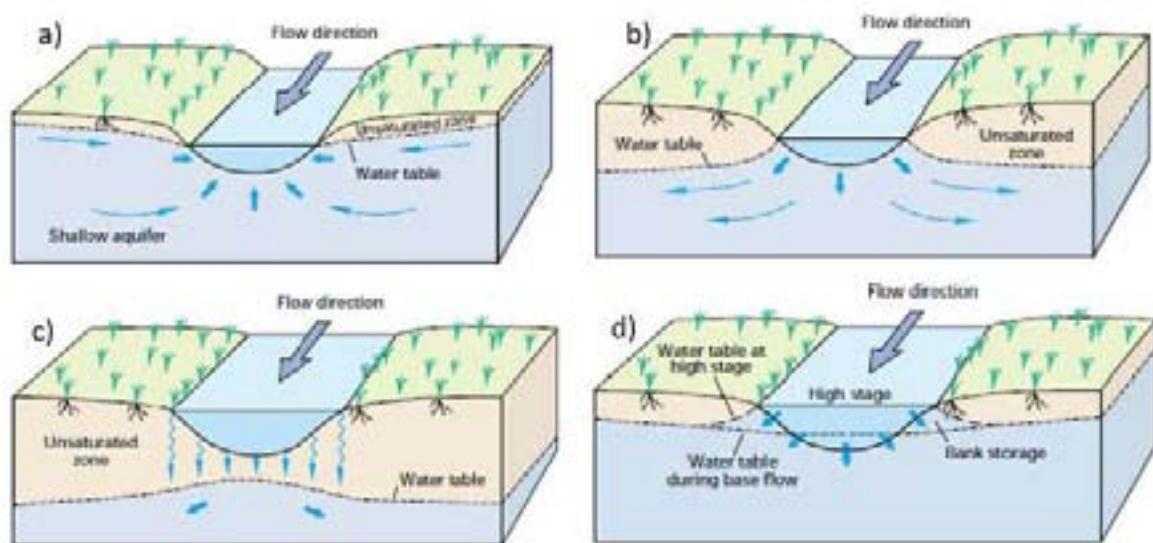 a)
Flow direction
Unsaturated zone
Water table
Shallow aquifer
b)
Flow direction
Water table
Unsaturated
zone
c)
Flow direction
Unsaturated
zone
Water table
d)
Flow direction
Water table at
high stage
High stage
Bank storage
Water table
during base flow